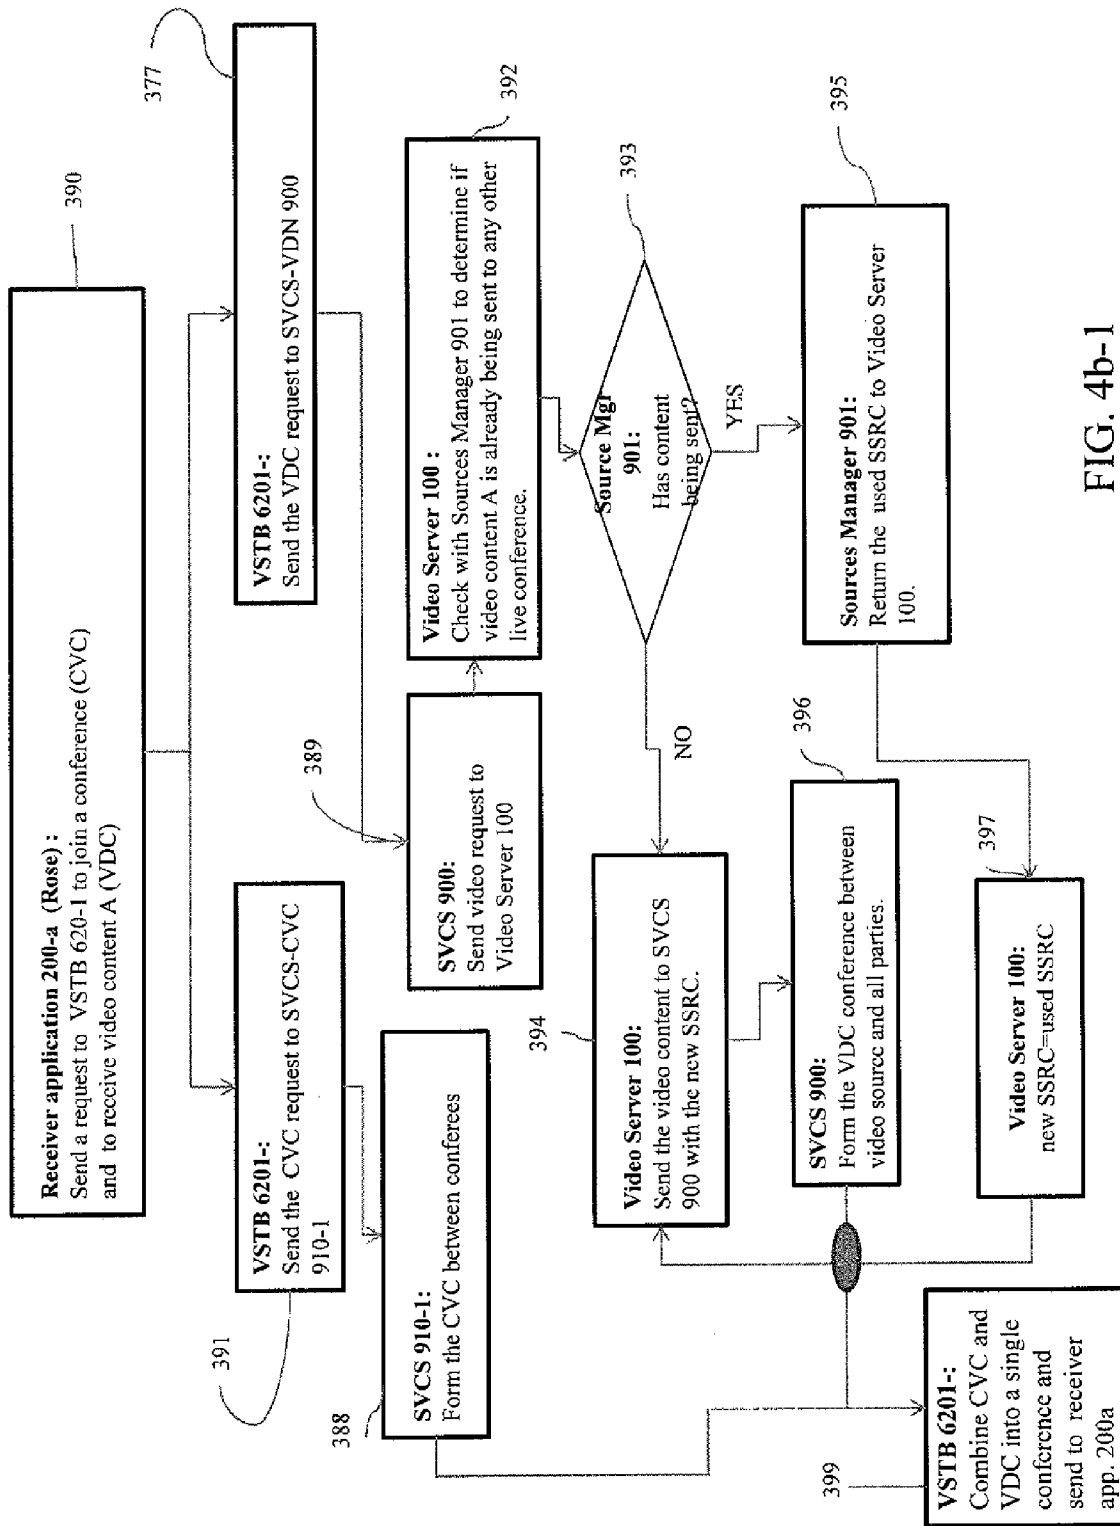 390
Receiver application 200-a (Rose) :
Send a request to VSTB 620-1 to join a conference (CVC)
and to receive video content A (VDC)
391
VSTB 6201-:
Send the CVC request to SVCS-CVC
910-1
377
VSTB 6201-:
Send the VDC request to SVCS-VDN 900
388
SVCS 910-1:
Form the CVC between conferees
389
SVCS 900:
Send video request to
Video Server 100
392
Video Server 100 :
Check with Sources Manager 901 to determine if
video content A is already being sent to any other
live conference.
393
Source Mgr
901:
Has content
being sent?
NO
YES
394
Video Server 100:
Send the video content to SVCS
900 with the new SSRC.
395
Sources Manager 901:
Return the used SSRC to Video Server
100.
396
SVCS 900:
Form the VDC conference between
video source and all parties.
397
Video Server 100:
new SSRC=used SSRC
399
VSTB 6201-:
Combine CVC and
VDC into a single
conference and
send to receiver
app. 200a
FIG. 4b-1